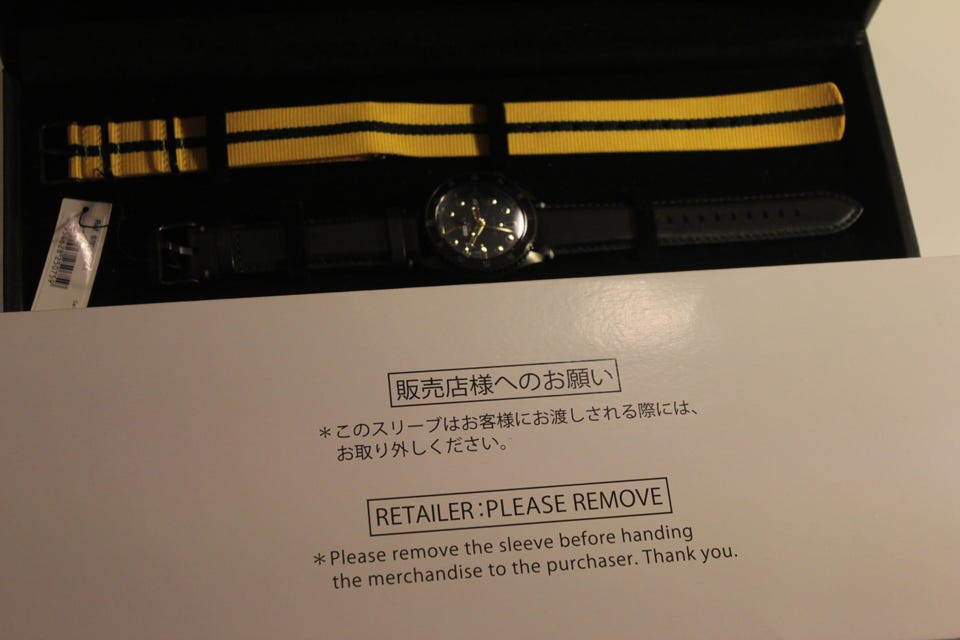 販売店様へのお願い
＊このスリーブはお客様にお渡しされる際には、
お取り外しください。
RETAILER:PLEASE REMOVE
＊Please remove the sleeve before handing
the merchandise to the purchaser. Thank you.